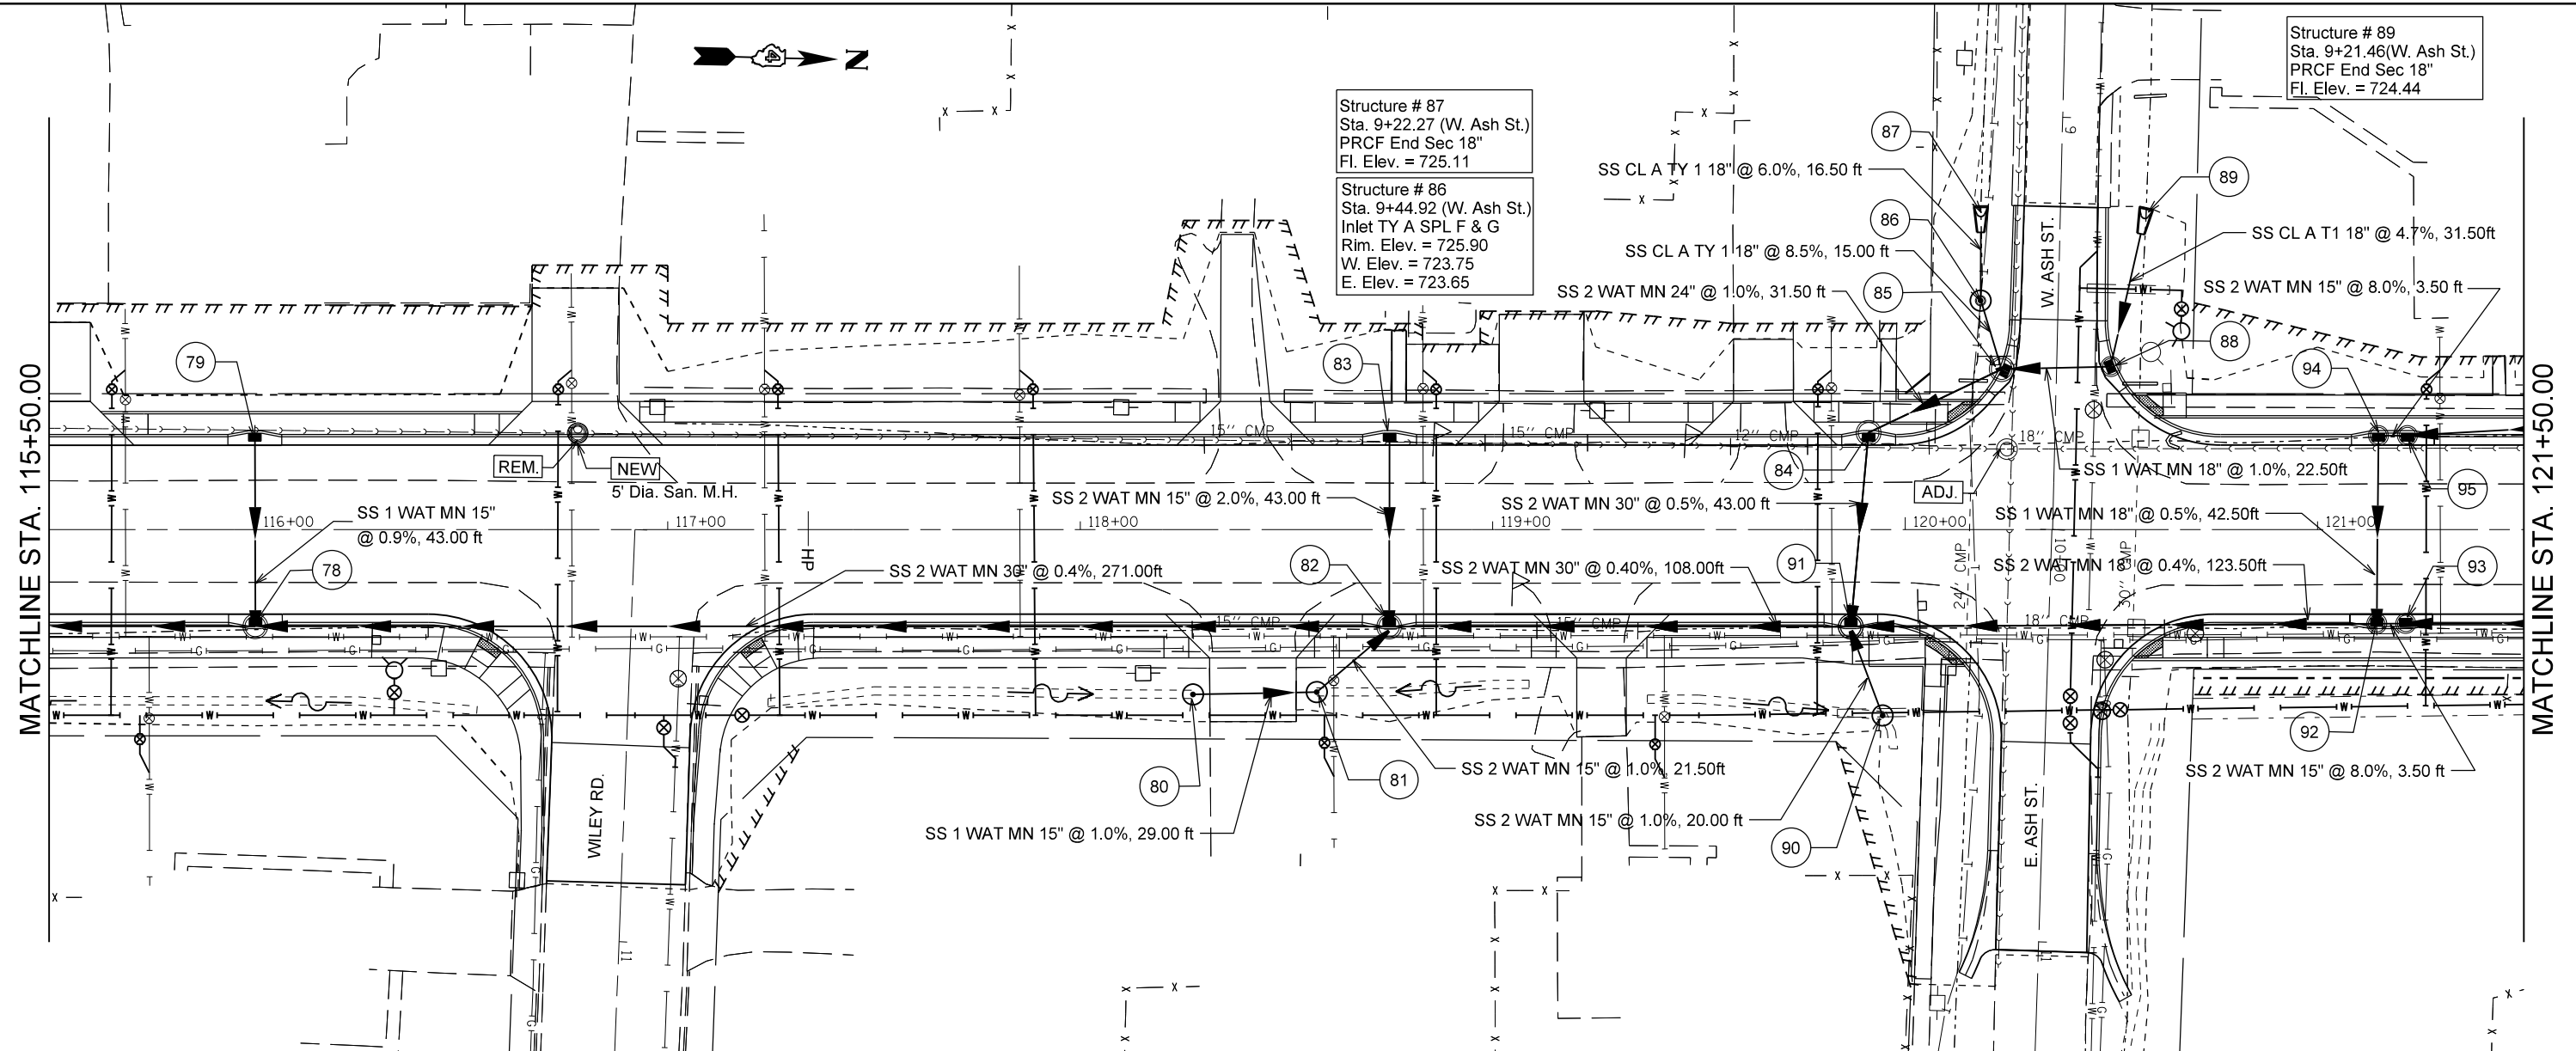 N
Structure # 89
Sta. 9+21.46(W. Ash St.)
PRCF End Sec 18"
Fl. Elev. = 724.44
Structure # 87
Sta. 9+22.27 (W. Ash St.)
PRCF End Sec 18"
Fl. Elev. = 725.11
Structure # 86
Sta. 9+44.92 (W. Ash St.)
Inlet TY A SPL F & G
Rim. Elev. = 725.90
W. Elev. = 723.75
E. Elev. = 723.65
87
SS CL A TY 1 18" @ 6.0%, 16.50 ft
89
86
SS CL A TY 1 18" @ 8.5%, 15.00 ft
W. ASH ST.
SS CL A T1 18" @ 4.7%, 31.50ft
SS 2 WAT MN 24" @ 1.0%, 31.50 ft
85
SS 2 WAT MN 15" @ 8.0%, 3.50 ft
79
83
88
94
MATCHLINE STA. 115+50.00
MATCHLINE STA. 121+50.00
15" CMP
15" CMP
12" CMP
18" CMP
REM.
NEW
5' Dia. San. M.H.
84
SS 1 WAT MN 18" @ 1.0%, 22.50ft
ADJ.
95
SS 2 WAT MN 15" @ 2.0%, 43.00 ft
SS 2 WAT MN 30" @ 0.5%, 43.00 ft
SS 1 WAT MN 15"
@ 0.9%, 43.00 ft
SS 1 WAT MN 18" @ 0.5%, 42.50ft
116+00
117+00
118+00
119+00
120+00
121+00
HP
78
SS 2 WAT MN 30" @ 0.4%, 271.00ft
82
SS 2 WAT MN 30" @ 0.40%, 108.00ft
91
24" CMP
10+00
30" CMP
SS 2 WAT MN 18" @ 0.4%, 123.50ft
93
15" CMP
15" CMP
18" CMP
80
81
SS 2 WAT MN 15" @ 1.0%, 21.50ft
92
SS 2 WAT MN 15" @ 8.0%, 3.50 ft
WILEY RD.
SS 1 WAT MN 15" @ 1.0%, 29.00 ft
SS 2 WAT MN 15" @ 1.0%, 20.00 ft
90
E. ASH ST.
11
11
9